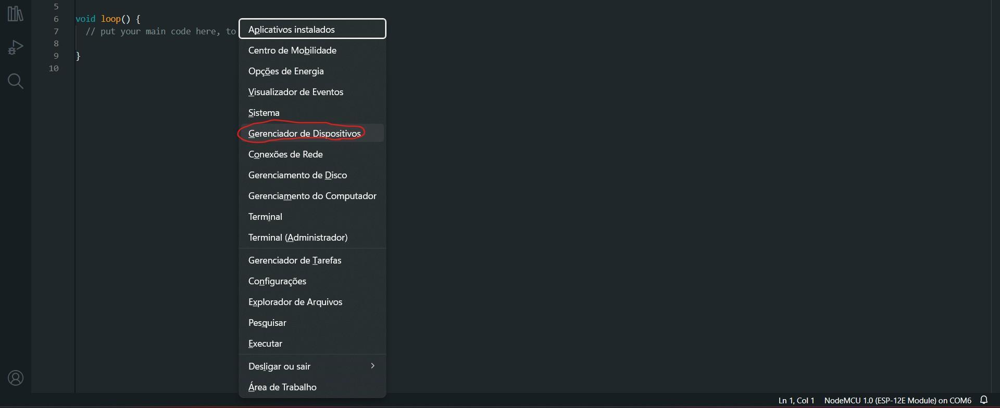 5
6 void loop() {
7 // put your main code here, to
8
9 }
10
Aplicativos instalados
Centro de Mobilidade
Opções de Energia
Visualizador de Eventos
Sistema
Gerenciador de Dispositivos
Conexões de Rede
Gerenciamento de Disco
Gerenciamento do Computador
Terminal
Terminal (Administrador)
Gerenciador de Tarefas
Configurações
Explorador de Arquivos
Pesquisar
Executar
Desligar ou sair
Área de Trabalho
Ln 1, Col 1 NodeMCU 1.0 (ESP-12E Module) on COM6